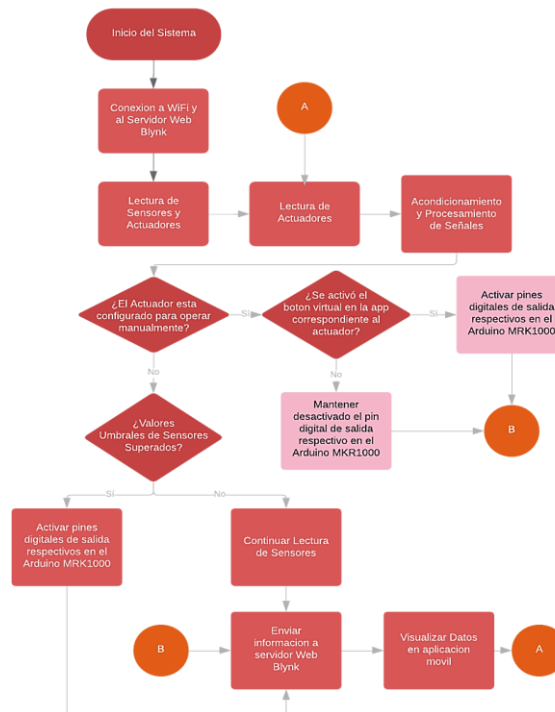 Inicio del Sistema
Conexion a WiFi y
al Servidor Web
Blynk
A
Lectura de
Sensores y
Actuadores
Lectura de
Actuadores
Acondicionamiento
y Procesamiento
de Señales
¿El Actuador esta
configurado para operar
manualmente?
Sí
¿Se activó el
boton virtual en la app
correspondiente al
actuador?
Sí
Activar pines
digitales de salida
respectivos en el
Arduino MRK1000
No
No
Mantener
desactivado el pin
digital de salida
respectivo en el
Arduino MKR1000
B
¿Valores
Umbrales de Sensores
Superados?
Sí
No
Activar pines
digitales de salida
respectivos en el
Arduino MRK1000
Continuar Lectura
de Sensores
B
Enviar
informacion a
servidor Web
Blynk
Visualizar Datos
en aplicacion
movil
A